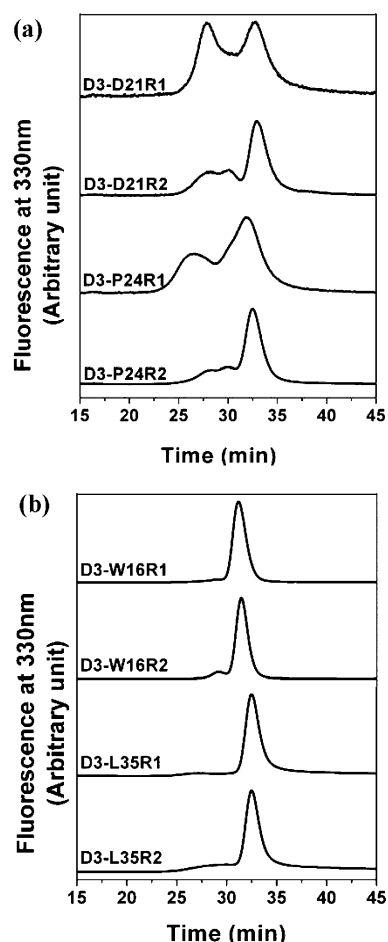 (a)
D3-D21R1
D3-D21R2
D3-P24R1
D3-P24R2
Fluorescence at 330nm
(Arbitrary unit)
15 20 25 30 35 40 45
Time (min)
(b)
D3-W16R1
D3-W16R2
D3-L35R1
D3-L35R2
Fluorescence at 330nm
(Arbitrary unit)
15 20 25 30 35 40 45
Time (min)